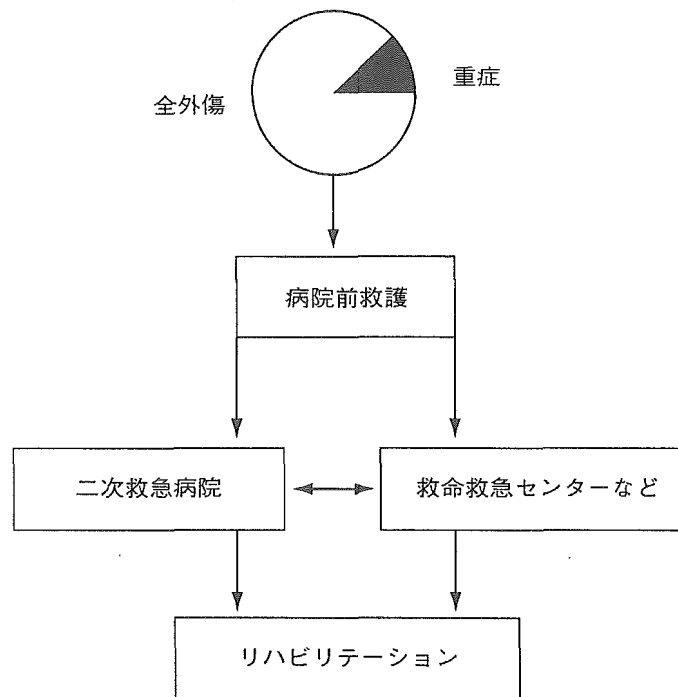 重症
全外傷
病院前救護
二次救急病院
救命救急センターなど
リハビリテーション